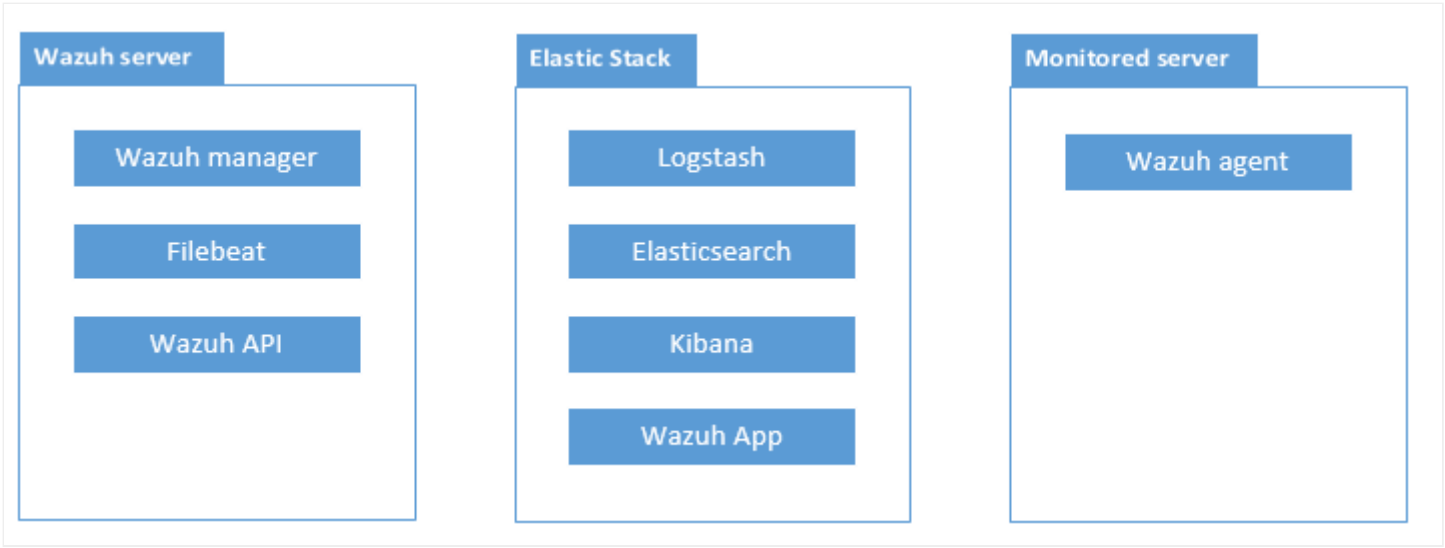 Wazuh server
Wazuh manager
Filebeat
Wazuh API
Elastic Stack
Logstash
Elasticsearch
Kibana
Wazuh App
Monitored server
Wazuh agent